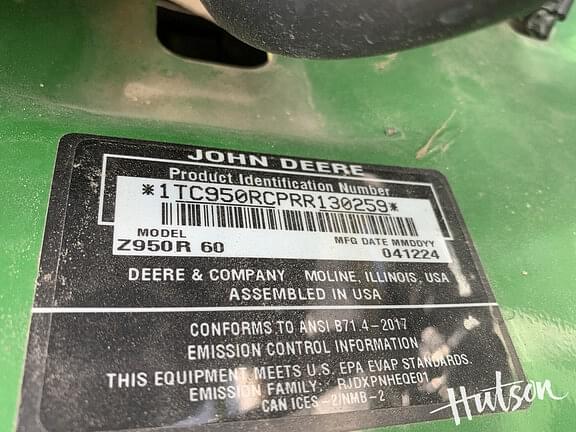 JOHN DEERE
Product Identification Number
*1TC950RCPRR130259*
MODEL MFG DATE MMDDYY
Z950R 60 041224
DEERE & COMPANY MOLINE, ILLINOIS, USA
ASSEMBLED IN USA
CONFORMS TO ANSI B71.4-2017
EMISSION CONTROL INFORMATION
THIS EQUIPMENT MEETS U.S. EPA EVAP STANDARDS.
EMISSION FAMILY: RJDXPNHEQE01
CAN ICES-2/NMB-2
Hutson